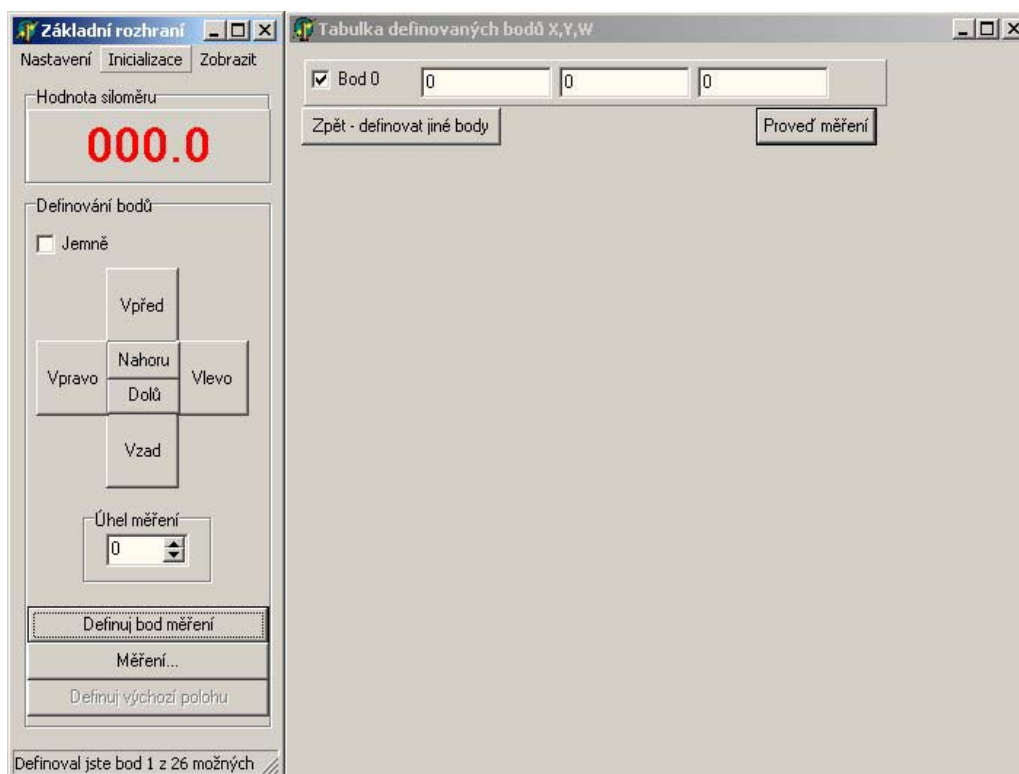 Základní rozhraní
Nastavení Inicializace Zobrazit
Hodnota siloměru
000.0
Definování bodů
Jemně
Vpřed
Vpravo
Nahoru
Dolů
Vlevo
Vzad
Úhel měření
0
Definuj bod měření
Měření...
Definuj výchozí polohu
Definoval jste bod 1 z 26 možných
Tabulka definovaných bodů X,Y,W
Bod 0 0 0 0
Zpět - definovat jiné body
Proveď měření